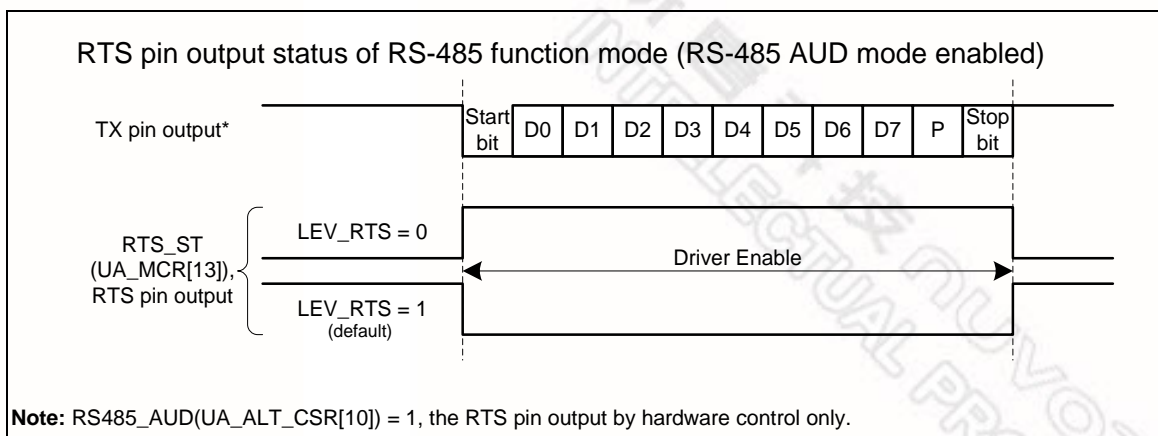 RTS pin output status of RS-485 function mode (RS-485 AUD mode enabled)
TX pin output*
Start bit
D0
D1
D2
D3
D4
D5
D6
D7
P
Stop bit
RTS_ST
(UA_MCR[13]),
RTS pin output
LEV_RTS = 0
Driver Enable
LEV_RTS = 1
(default)
Note: RS485_AUD(UA_ALT_CSR[10]) = 1, the RTS pin output by hardware control only.